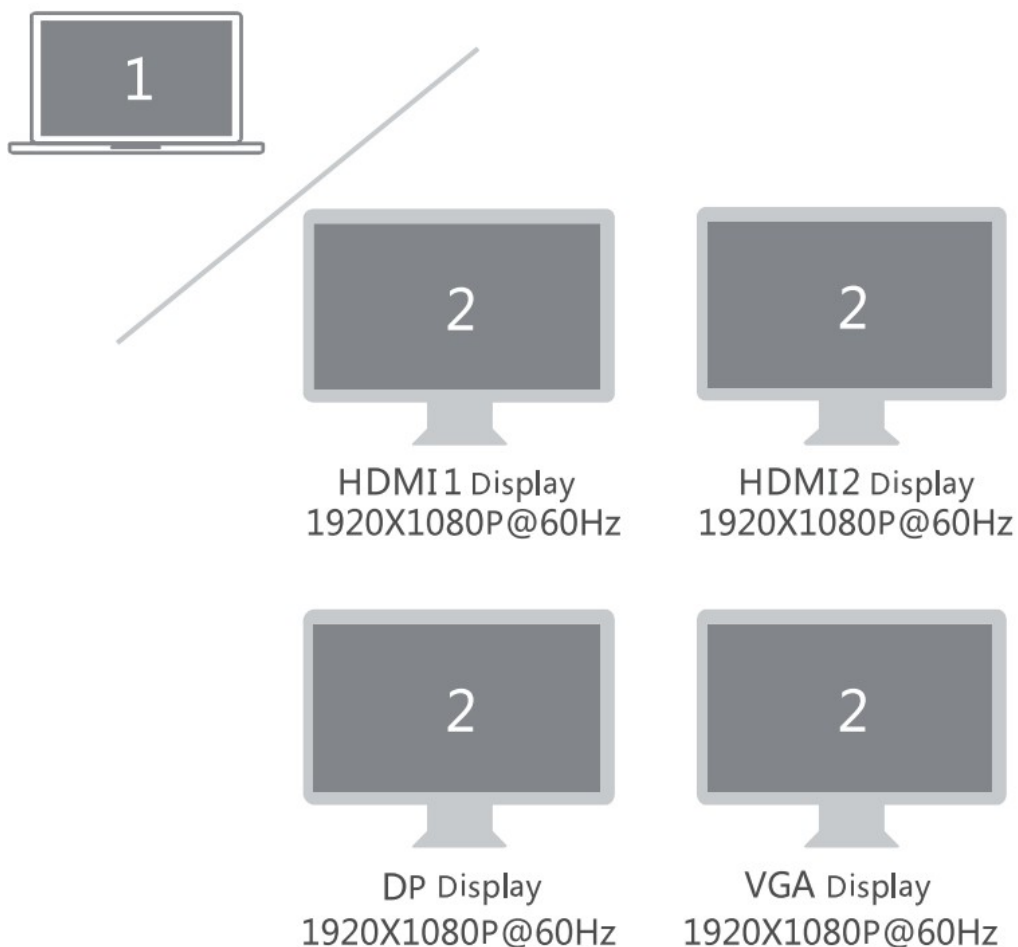 1
2
2
HDMI1 Display
1920X1080P@60Hz
HDMI2 Display
1920X1080P@60Hz
2
2
DP Display
1920X1080P@60Hz
VGA Display
1920X1080P@60Hz